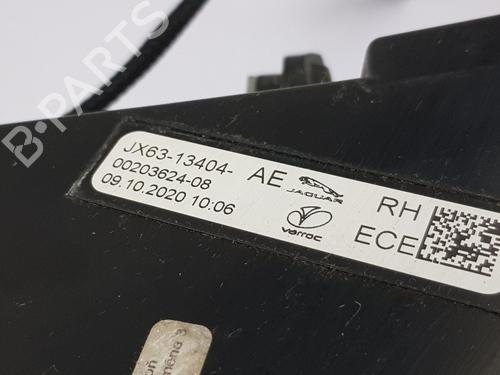 B-PARTS
JX63-13404-
AE
JAGUAR
RH
00203624-08
09.10.2020 10:06
varroc
ECE